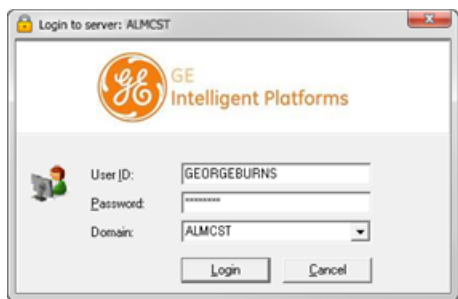 Login to server: ALMCST
GE
Intelligent Platforms
User ID:
GEORGEBURNS
Password:
********
Domain:
ALMCST
Login
Cancel